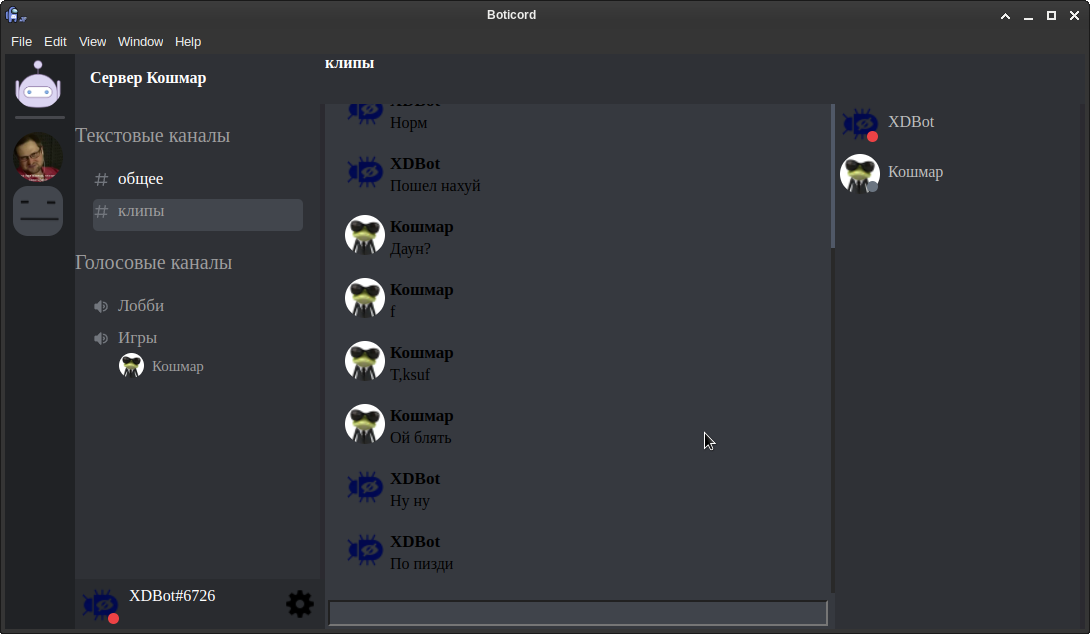 Boticord
File Edit View Window Help
Сервер Кошмар
Текстовые каналы
# общее
# клипы
Голосовые каналы
Лобби
Игры
Кошмар
XDBot#6726
клипы
XDBot
Норм
XDBot
Пошел нахуй
Кошмар
Даун?
Кошмар
f
Кошмар
T,ksuf
Кошмар
Ой блять
XDBot
Ну ну
XDBot
По пизди
XDBot
Кошмар